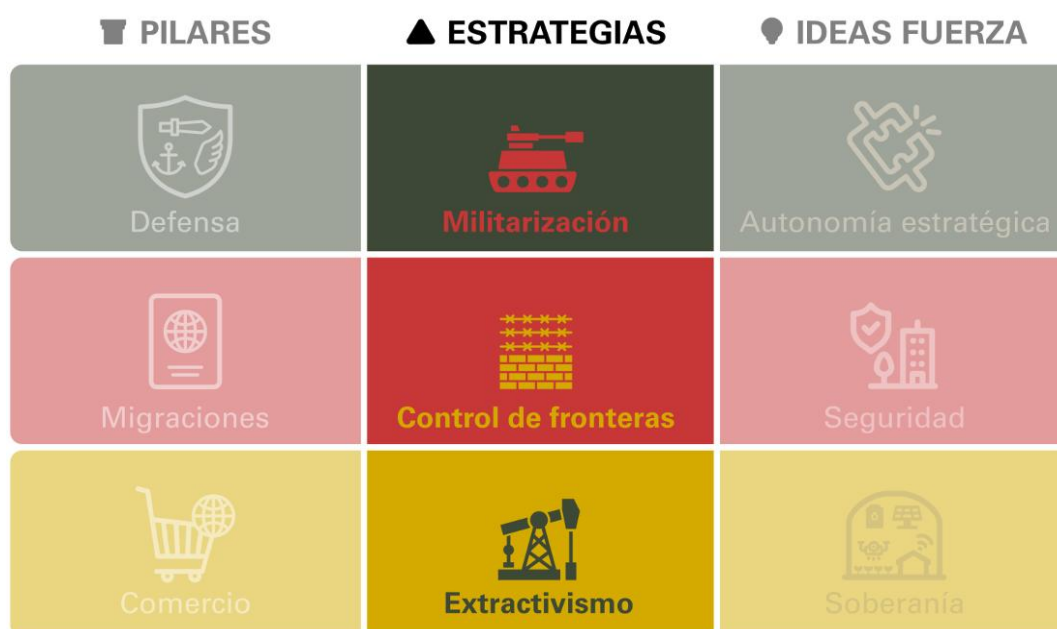 PILARES
ESTRATEGIAS
IDEAS FUERZA
Defensa
Militarización
Autonomía estratégica
Migraciones
Control de fronteras
Seguridad
Comercio
Extractivismo
Soberanía